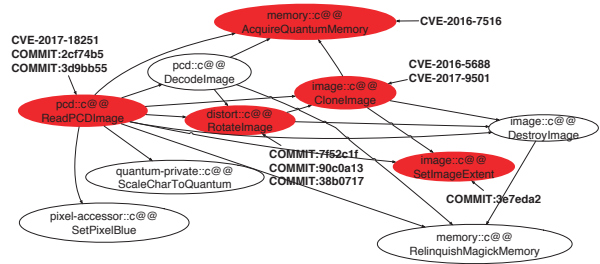 memory::c@@
AcquireQuantumMemory
CVE-2016-7516
CVE-2017-18251
COMMIT:2cf74b5
COMMIT:3d9bb55
pcd::c@@
DecodeImage
CVE-2016-5688
CVE-2017-9501
image::c@@
CloneImage
pcd::c@@
ReadPCDImage
distort::c@@
RotateImage
image::c@@
DestroyImage
COMMIT:7f52c1f
COMMIT:90c0a13
COMMIT:38b0717
image::c@@
SetImageExtent
quantum-private::c@@
ScaleCharToQuantum
COMMIT:3e7eda2
pixel-accessor::c@@
SetPixelBlue
memory::c@@
RelinquishMagickMemory